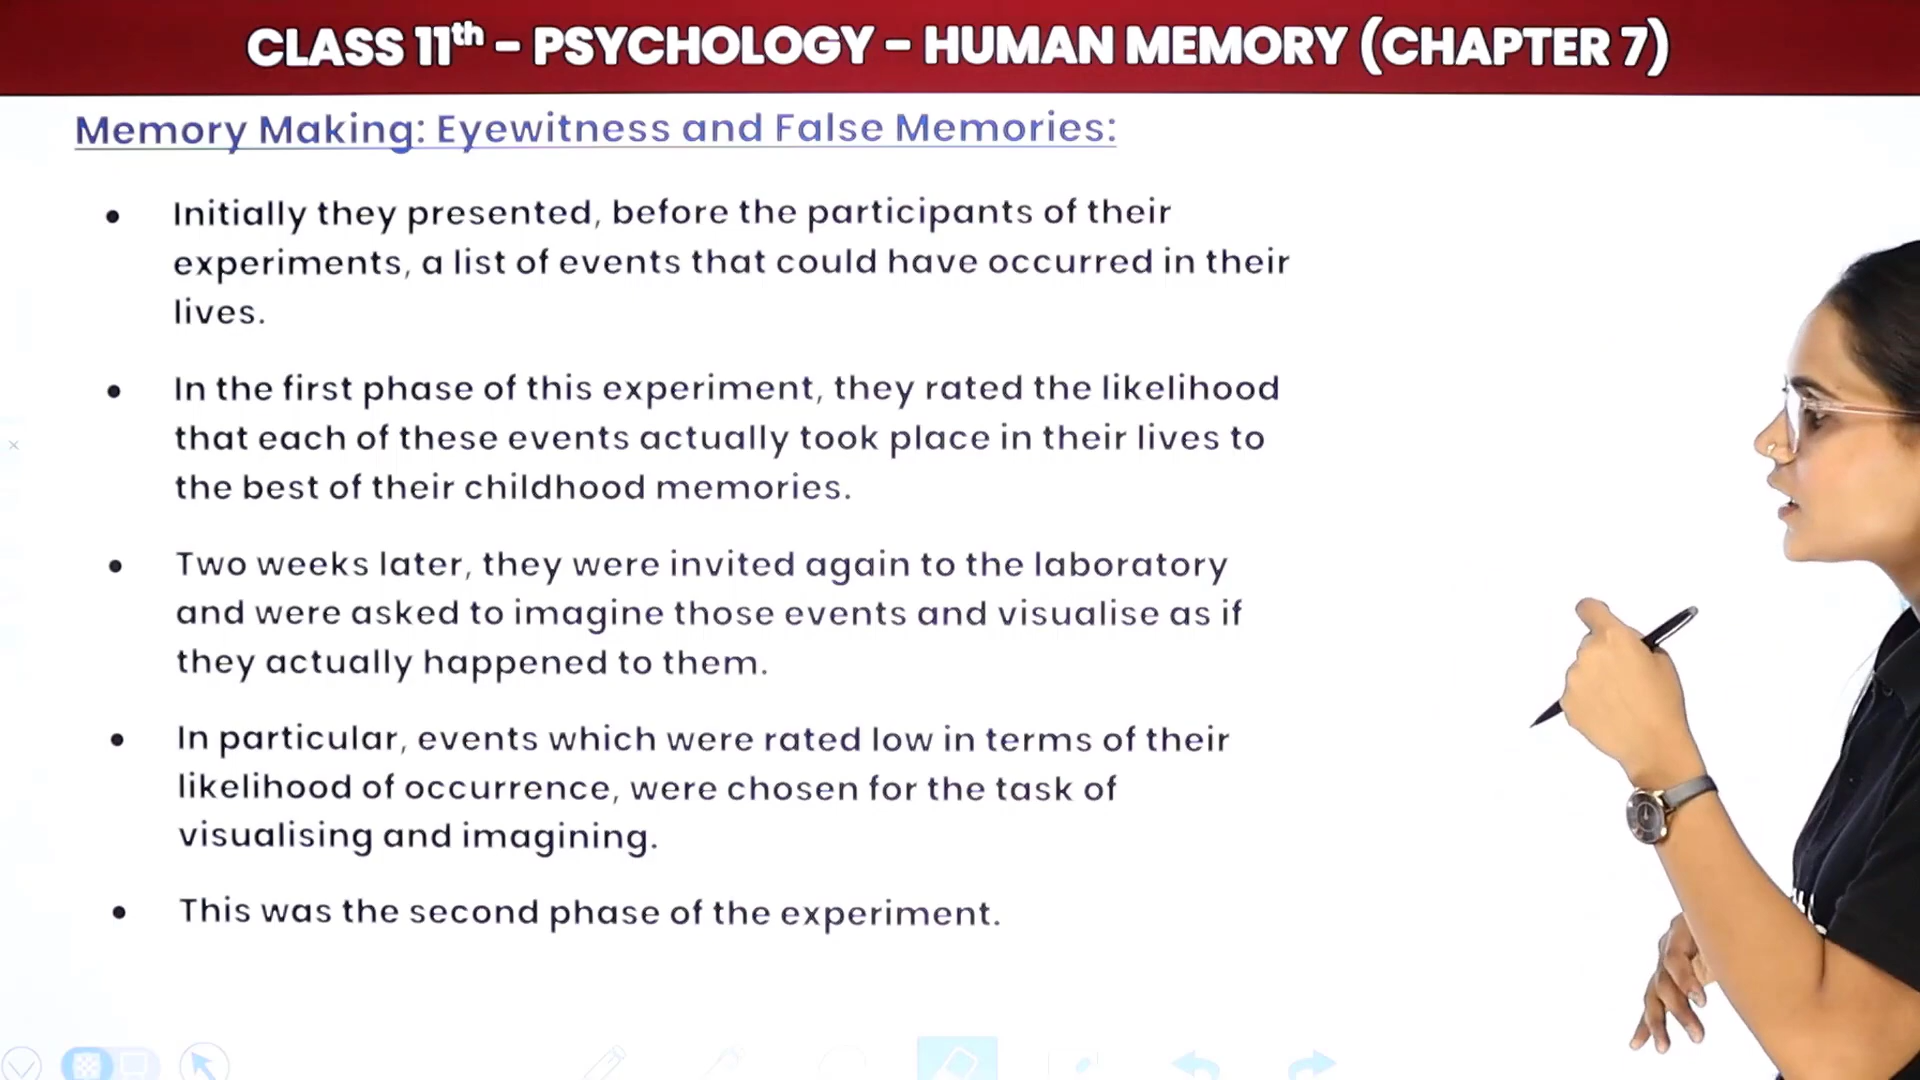 CLASS 11th – PSYCHOLOGY – HUMAN MEMORY (CHAPTER 7)
Memory Making: Eyewitness and False Memories:
• Initially they presented, before the participants of their
experiments, a list of events that could have occurred in their
lives.
• In the first phase of this experiment, they rated the likelihood
that each of these events actually took place in their lives to
the best of their childhood memories.
• Two weeks later, they were invited again to the laboratory
and were asked to imagine those events and visualise as if
they actually happened to them.
• In particular, events which were rated low in terms of their
likelihood of occurrence, were chosen for the task of
visualising and imagining.
• This was the second phase of the experiment.